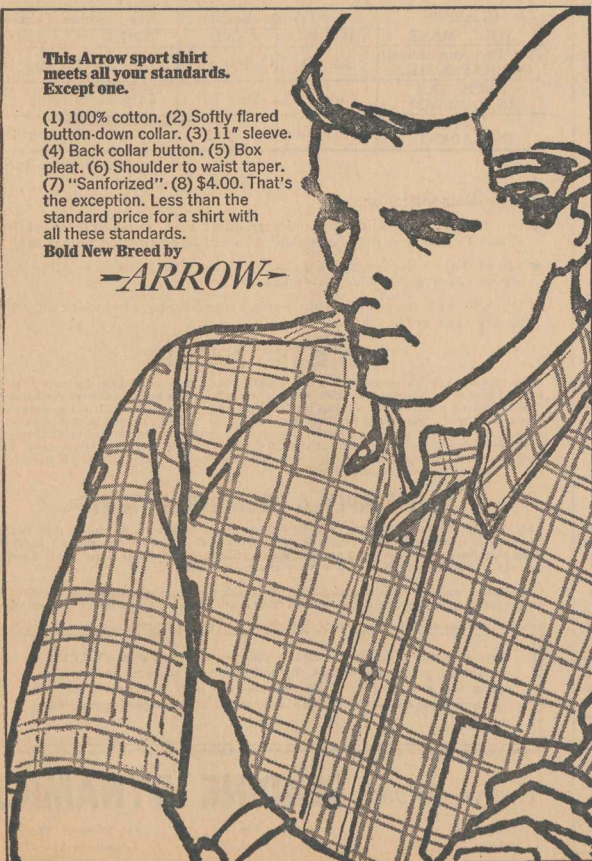 This Arrow sport shirt
meets all your standards.
Except one.
(1) 100% cotton. (2) Softly flared
button-down collar. (3) 11" sleeve.
(4) Back collar button. (5) Box
pleat. (6) Shoulder to waist taper.
(7) "Sanforized". (8) $4.00. That's
the exception. Less than the
standard price for a shirt with
all these standards.
Bold New Breed by
ARROW.